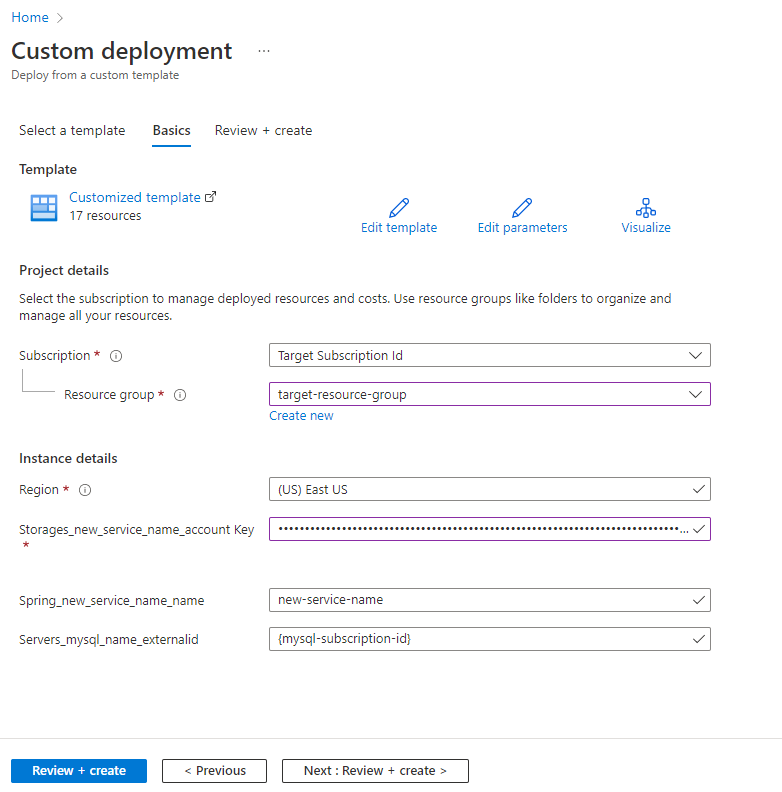 Home
Custom deployment ...
Deploy from a custom template
Select a template Basics Review + create
Template
Customized template
17 resources
Edit template Edit parameters Visualize
Project details
Select the subscription to manage deployed resources and costs. Use resource groups like folders to organize and
manage all your resources.
Subscription * Target Subscription Id
Resource group * target-resource-group
Create new
Instance details
Region * (US) East US
Storages_new_service_name_account Key
*
Spring_new_service_name_name new-service-name
Servers_mysql_name_externalid {mysql-subscription-id}
Review + create < Previous Next : Review + create >